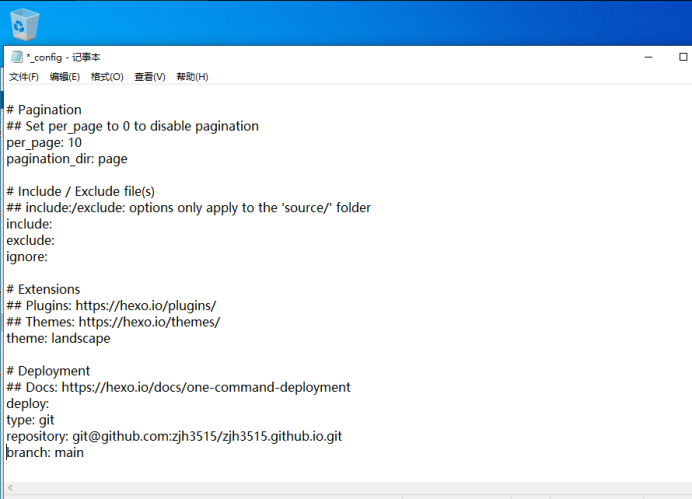 *_config - 记事本
文件(F) 编辑(E) 格式(O) 查看(V) 帮助(H)
# Pagination
## Set per_page to 0 to disable pagination
per_page: 10
pagination_dir: page
# Include / Exclude file(s)
## include:/exclude: options only apply to the 'source/' folder
include:
exclude:
ignore:
# Extensions
## Plugins: https://hexo.io/plugins/
## Themes: https://hexo.io/themes/
theme: landscape
# Deployment
## Docs: https://hexo.io/docs/one-command-deployment
deploy:
type: git
repository: git@github.com:zjh3515/zjh3515.github.io.git
branch: main